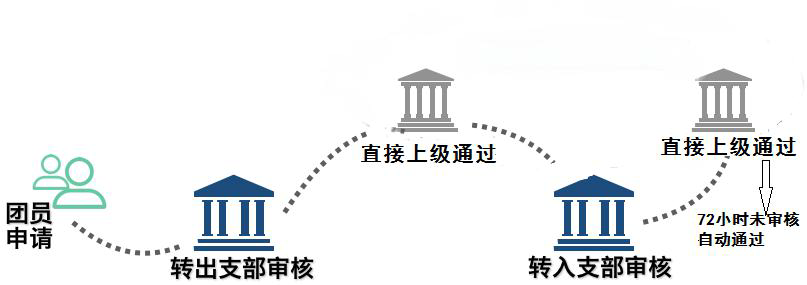 团员
申请
转出支部审核
直接上级通过
转入支部审核
直接上级通过
72小时未审核
自动通过